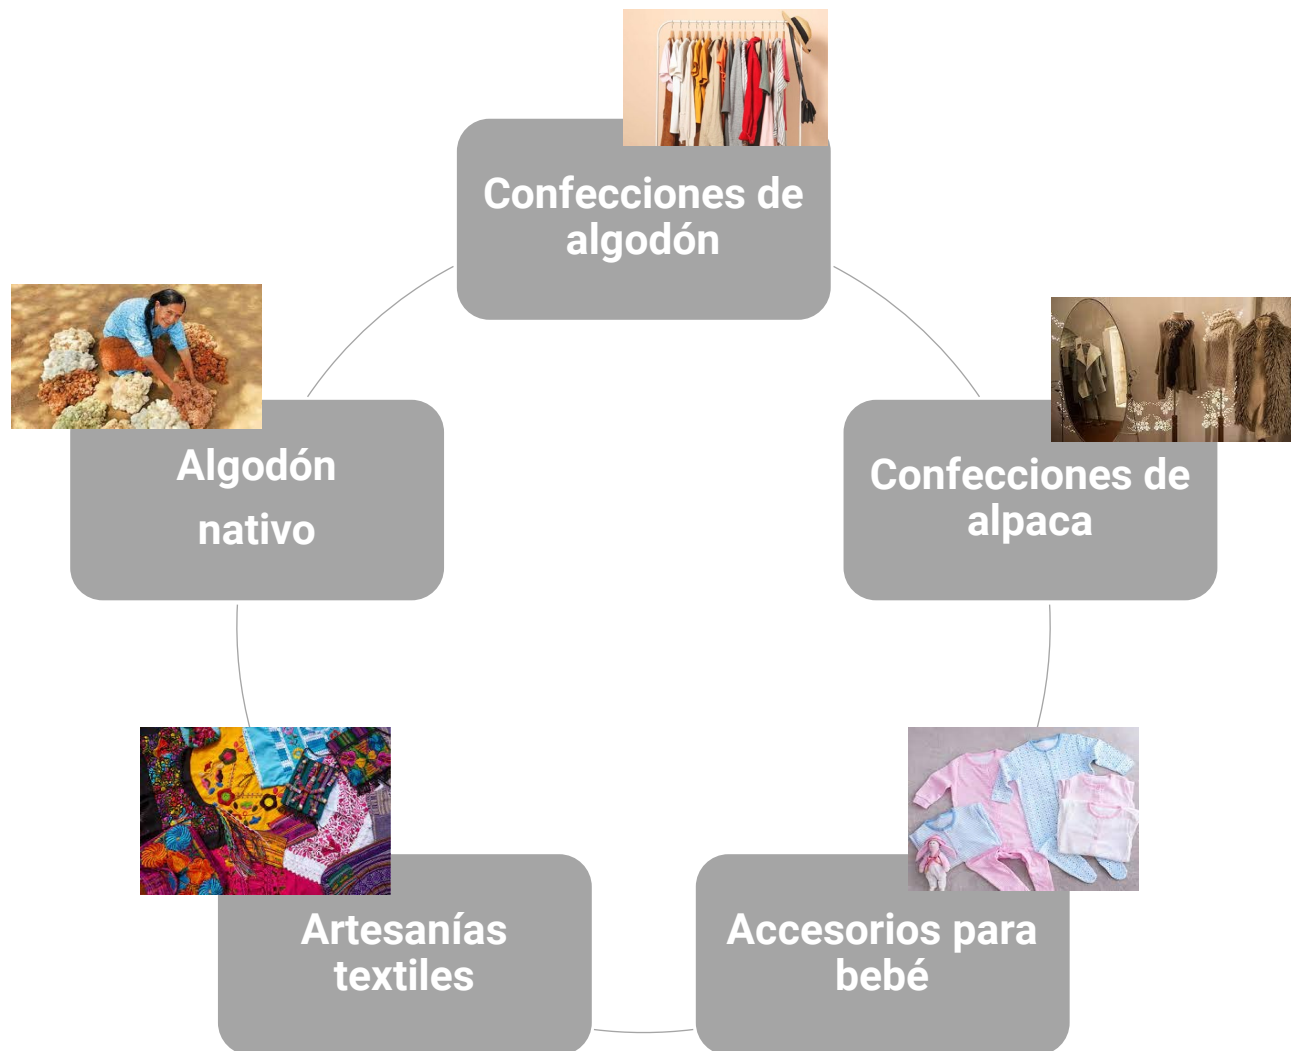 Confecciones de
algodón
Algodón
nativo
Confecciones de
alpaca
Artesanías
textiles
Accesorios para
bebé